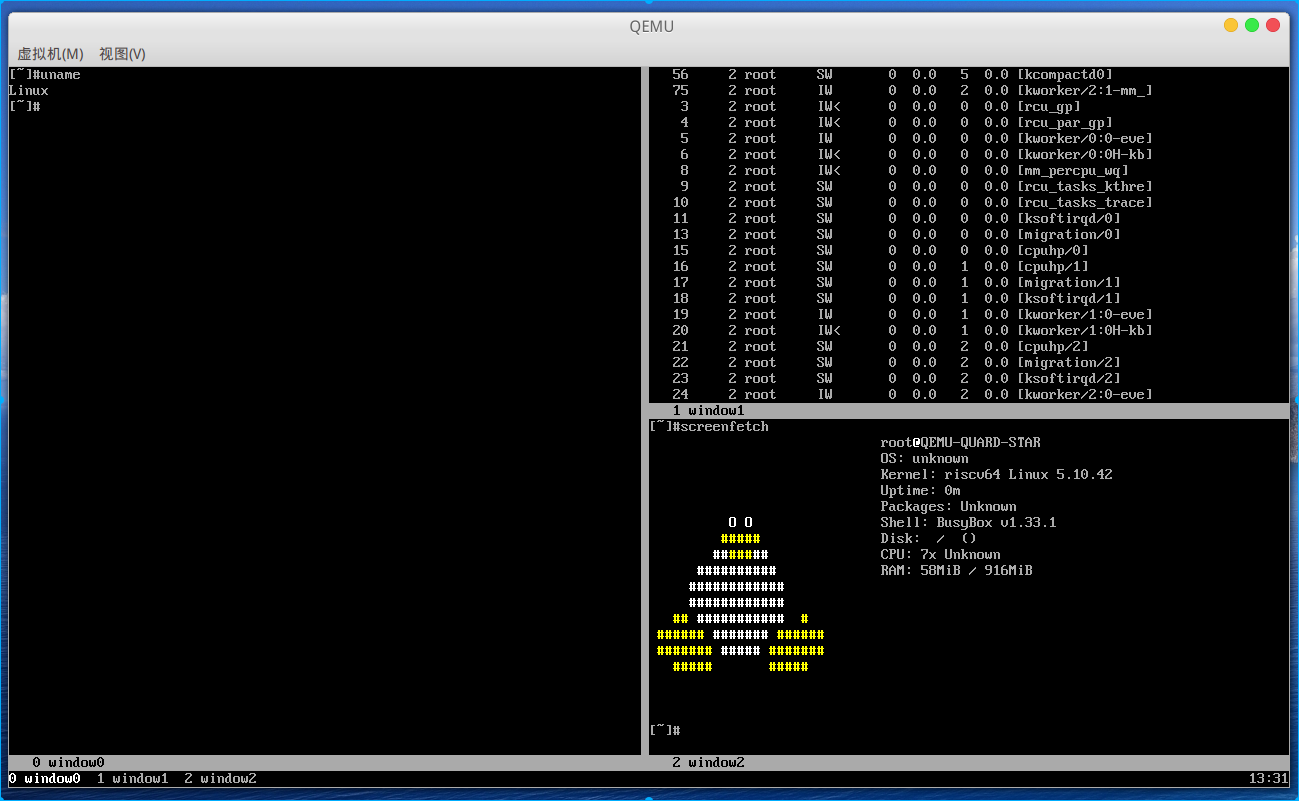 QEMU
虚拟机(M) 视图(V)
[~]#uname
Linux
[~]#
56 2 root SW 0 0.0 5 0.0 [kcompactd0]
75 2 root IW 0 0.0 2 0.0 [kworker/2:1-mm_]
3 2 root IW< 0 0.0 0 0.0 [rcu_gp]
4 2 root IW< 0 0.0 0 0.0 [rcu_par_gp]
5 2 root IW 0 0.0 0 0.0 [kworker/0:0-eve]
6 2 root IW< 0 0.0 0 0.0 [kworker/0:0H-kb]
8 2 root IW< 0 0.0 0 0.0 [mm_percpu_wq]
9 2 root SW 0 0.0 0 0.0 [rcu_tasks_kthre]
10 2 root SW 0 0.0 0 0.0 [rcu_tasks_trace]
11 2 root SW 0 0.0 0 0.0 [ksoftirqd/0]
13 2 root SW 0 0.0 0 0.0 [migration/0]
15 2 root SW 0 0.0 0 0.0 [cpuhp/0]
16 2 root SW 0 0.0 1 0.0 [cpuhp/1]
17 2 root SW 0 0.0 1 0.0 [migration/1]
18 2 root SW 0 0.0 1 0.0 [ksoftirqd/1]
19 2 root IW 0 0.0 1 0.0 [kworker/1:0-eve]
20 2 root IW< 0 0.0 1 0.0 [kworker/1:0H-kb]
21 2 root SW 0 0.0 2 0.0 [cpuhp/2]
22 2 root SW 0 0.0 2 0.0 [migration/2]
23 2 root SW 0 0.0 2 0.0 [ksoftirqd/2]
24 2 root IW 0 0.0 2 0.0 [kworker/2:0-eve]
1 window1
[~]#screenfetch
root@QEMU-QUARD-STAR
OS: unknown
Kernel: riscv64 Linux 5.10.42
Uptime: 0m
Packages: Unknown
O O Shell: BusyBox v1.33.1
##### Disk: / ()
####### CPU: 7x Unknown
########## RAM: 58MiB / 916MiB
############
############
## ########### #
###### ####### ######
####### ##### #######
##### #####
[~]#
0 window0 2 window2
0 window0 1 window1 2 window2 13:31